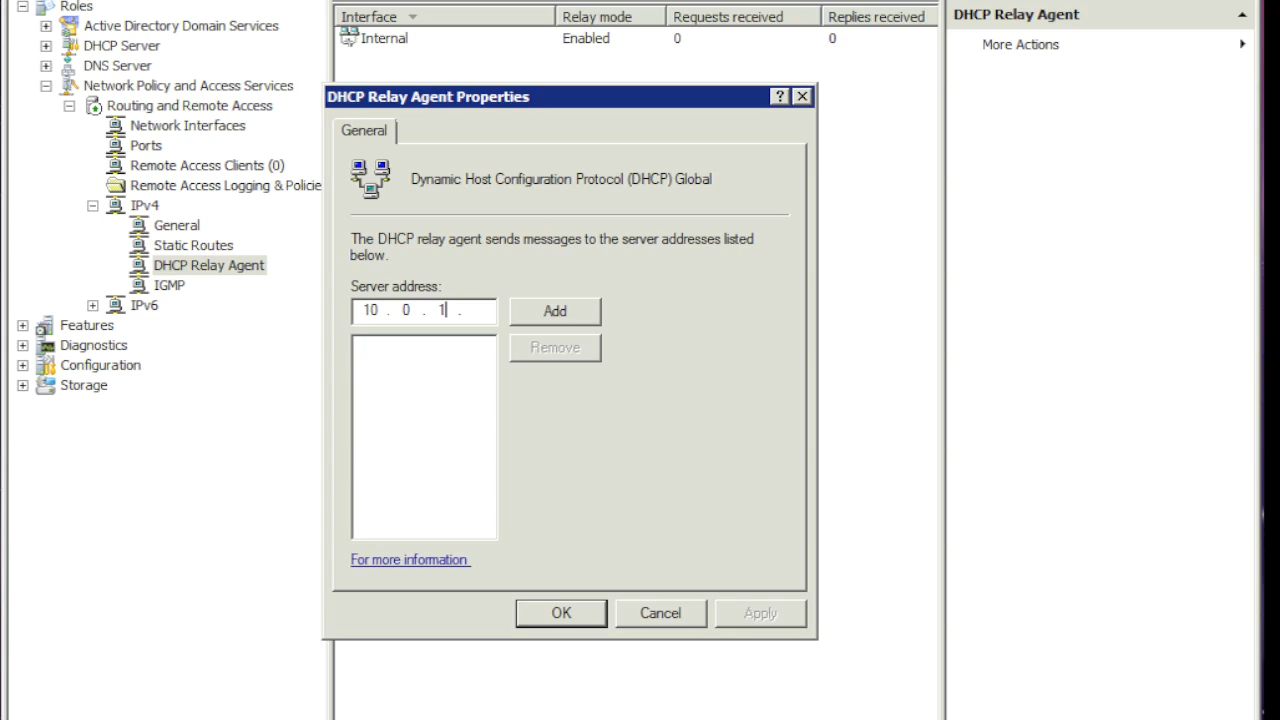 Roles
Active Directory Domain Services
DHCP Server
DNS Server
Network Policy and Access Services
Routing and Remote Access
Network Interfaces
Ports
Remote Access Clients (0)
Remote Access Logging & Policie
IPv4
General
Static Routes
DHCP Relay Agent
IGMP
IPv6
Features
Diagnostics
Configuration
Storage
Interface Relay mode Requests received Replies received
Internal Enabled 0 0
DHCP Relay Agent Properties
General
Dynamic Host Configuration Protocol (DHCP) Global
The DHCP relay agent sends messages to the server addresses listed
below.
Server address:
10 . 0 . 1 .
Add
Remove
For more information
OK Cancel Apply
DHCP Relay Agent
More Actions